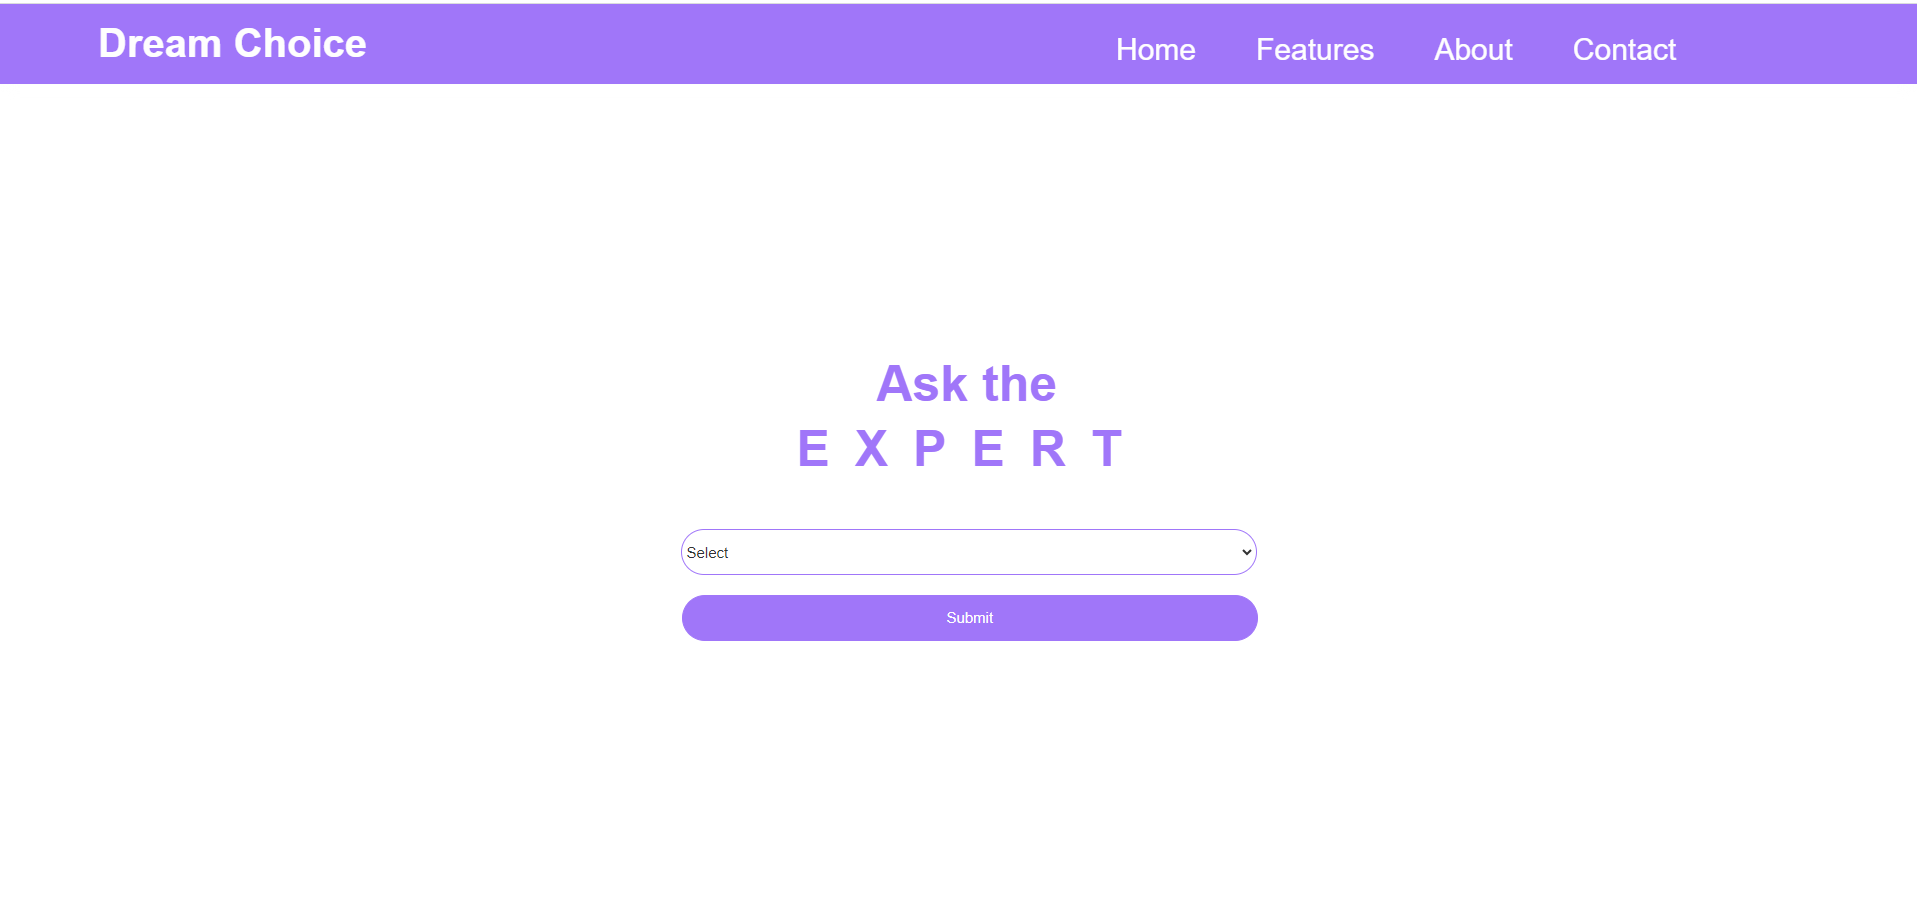 Dream Choice
Home Features About Contact
Ask the
E X P E R T
Select
Submit